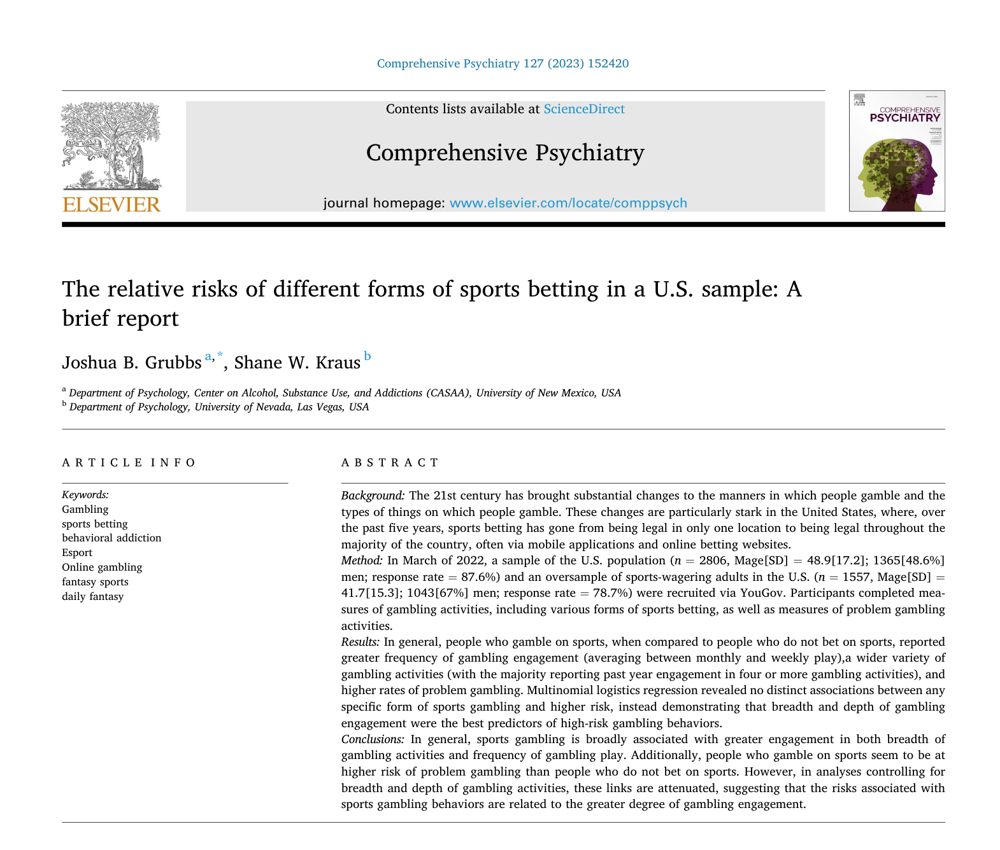 Comprehensive Psychiatry 127 (2023) 152420
Contents lists available at ScienceDirect
Comprehensive Psychiatry
journal homepage: www.elsevier.com/locate/comppsych
NON SOLUS
ELSEVIER
COMPREHENSIVE
PSYCHIATRY
The relative risks of different forms of sports betting in a U.S. sample: A
brief report
Joshua B. Grubbs a,*, Shane W. Kraus b
a Department of Psychology, Center on Alcohol, Substance Use, and Addictions (CASAA), University of New Mexico, USA
b Department of Psychology, University of Nevada, Las Vegas, USA
ARTICLE INFO
Keywords:
Gambling
sports betting
behavioral addiction
Esport
Online gambling
fantasy sports
daily fantasy
ABSTRACT
Background: The 21st century has brought substantial changes to the manners in which people gamble and the
types of things on which people gamble. These changes are particularly stark in the United States, where, over
the past five years, sports betting has gone from being legal in only one location to being legal throughout the
majority of the country, often via mobile applications and online betting websites.
Method: In March of 2022, a sample of the U.S. population (n = 2806, Mage[SD] = 48.9[17.2]; 1365[48.6%]
men; response rate = 87.6%) and an oversample of sports-wagering adults in the U.S. (n = 1557, Mage[SD] =
41.7[15.3]; 1043[67%] men; response rate = 78.7%) were recruited via YouGov. Participants completed mea-
sures of gambling activities, including various forms of sports betting, as well as measures of problem gambling
activities.
Results: In general, people who gamble on sports, when compared to people who do not bet on sports, reported
greater frequency of gambling engagement (averaging between monthly and weekly play),a wider variety of
gambling activities (with the majority reporting past year engagement in four or more gambling activities), and
higher rates of problem gambling. Multinomial logistics regression revealed no distinct associations between any
specific form of sports gambling and higher risk, instead demonstrating that breadth and depth of gambling
engagement were the best predictors of high-risk gambling behaviors.
Conclusions: In general, sports gambling is broadly associated with greater engagement in both breadth of
gambling activities and frequency of gambling play. Additionally, people who gamble on sports seem to be at
higher risk of problem gambling than people who do not bet on sports. However, in analyses controlling for
breadth and depth of gambling activities, these links are attenuated, suggesting that the risks associated with
sports gambling behaviors are related to the greater degree of gambling engagement.